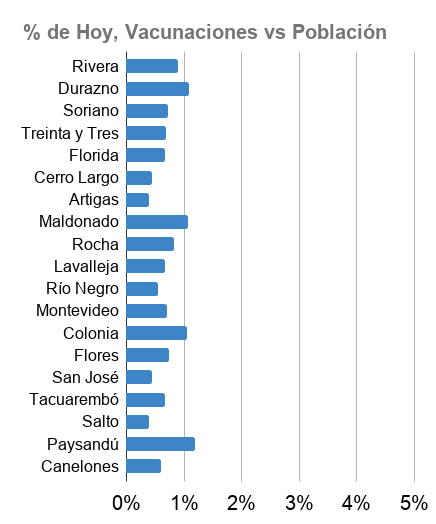 % de Hoy, Vacunaciones vs Población
Rivera
Durazno
Soriano
Treinta y Tres
Florida
Cerro Largo
Artigas
Maldonado
Rocha
Lavalleja
Río Negro
Montevideo
Colonia
Flores
San José
Tacuarembó
Salto
Paysandú
Canelones
0% 1% 2% 3% 4% 5%